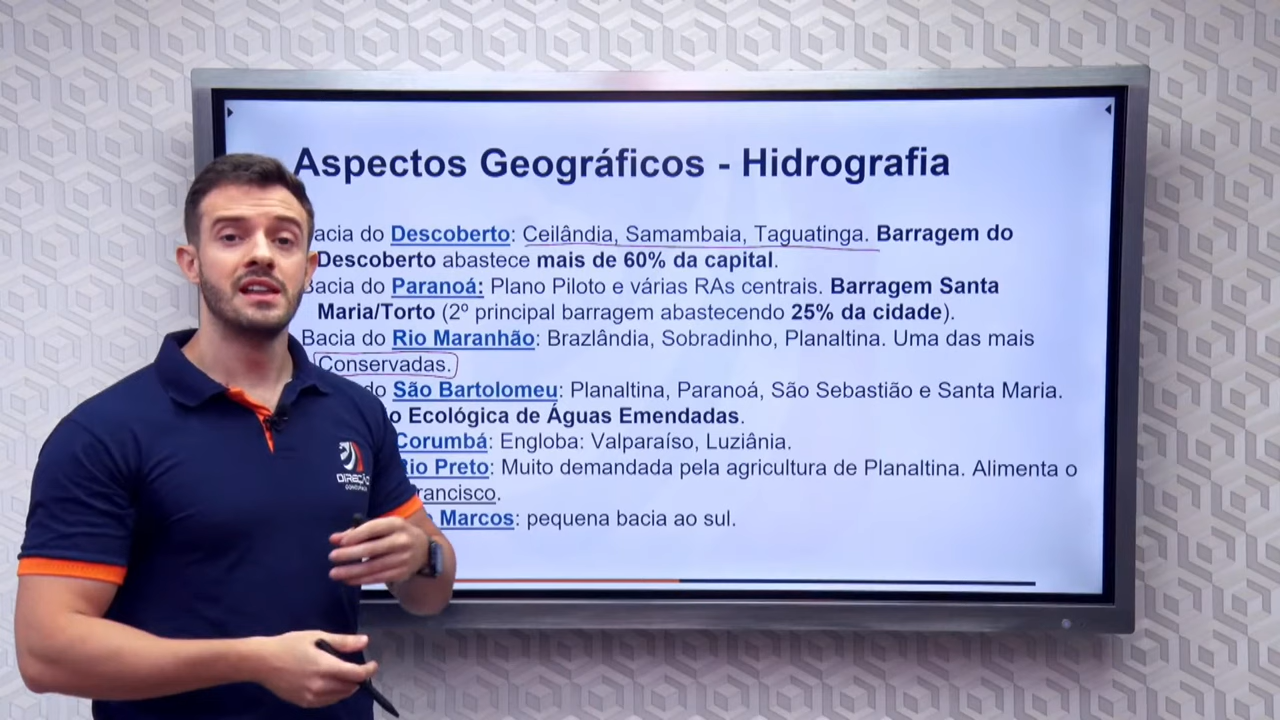 Aspectos Geográficos - Hidrografia
acia do Descoberto: Ceilândia, Samambaia, Taguatinga. Barragem do
Descoberto abastece mais de 60% da capital.
Bacia do Paranoá: Plano Piloto e várias RAs centrais. Barragem Santa
Maria/Torto (2º principal barragem abastecendo 25% da cidade).
Bacia do Rio Maranhão: Brazlândia, Sobradinho, Planaltina. Uma das mais
Conservadas.
do São Bartolomeu: Planaltina, Paranoá, São Sebastião e Santa Maria.
o Ecológica de Águas Emendadas.
Corumbá: Engloba: Valparaíso, Luziânia.
Rio Preto: Muito demandada pela agricultura de Planaltina. Alimenta o
rancisco.
Marcos: pequena bacia ao sul.
DIREÇÃO
CONCURSOS